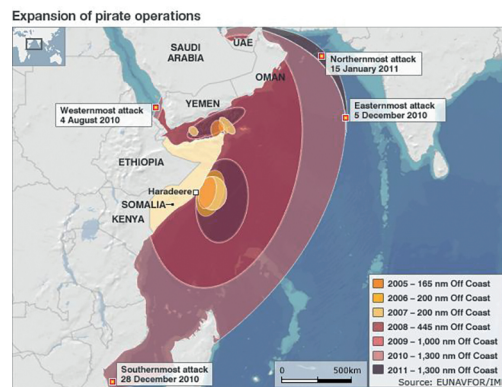 Expansion of pirate operations
UAE
SAUDI
ARABIA
OMAN
Northernmost attack
15 January 2011
YEMEN
Westernmost attack
4 August 2010
Easternmost attack
5 December 2010
ETHIOPIA
Haradeere
SOMALIA
KENYA
2005 – 165 nm Off Coast
2006 – 200 nm Off Coast
2007 – 200 nm Off Coast
2008 – 445 nm Off Coast
2009 – 1,000 nm Off Coast
2010 – 1,300 nm Off Coast
2011 – 1,300 nm Off Coast
Southernmost attack
28 December 2010
0 500km
Source: EUNAVFOR/IM